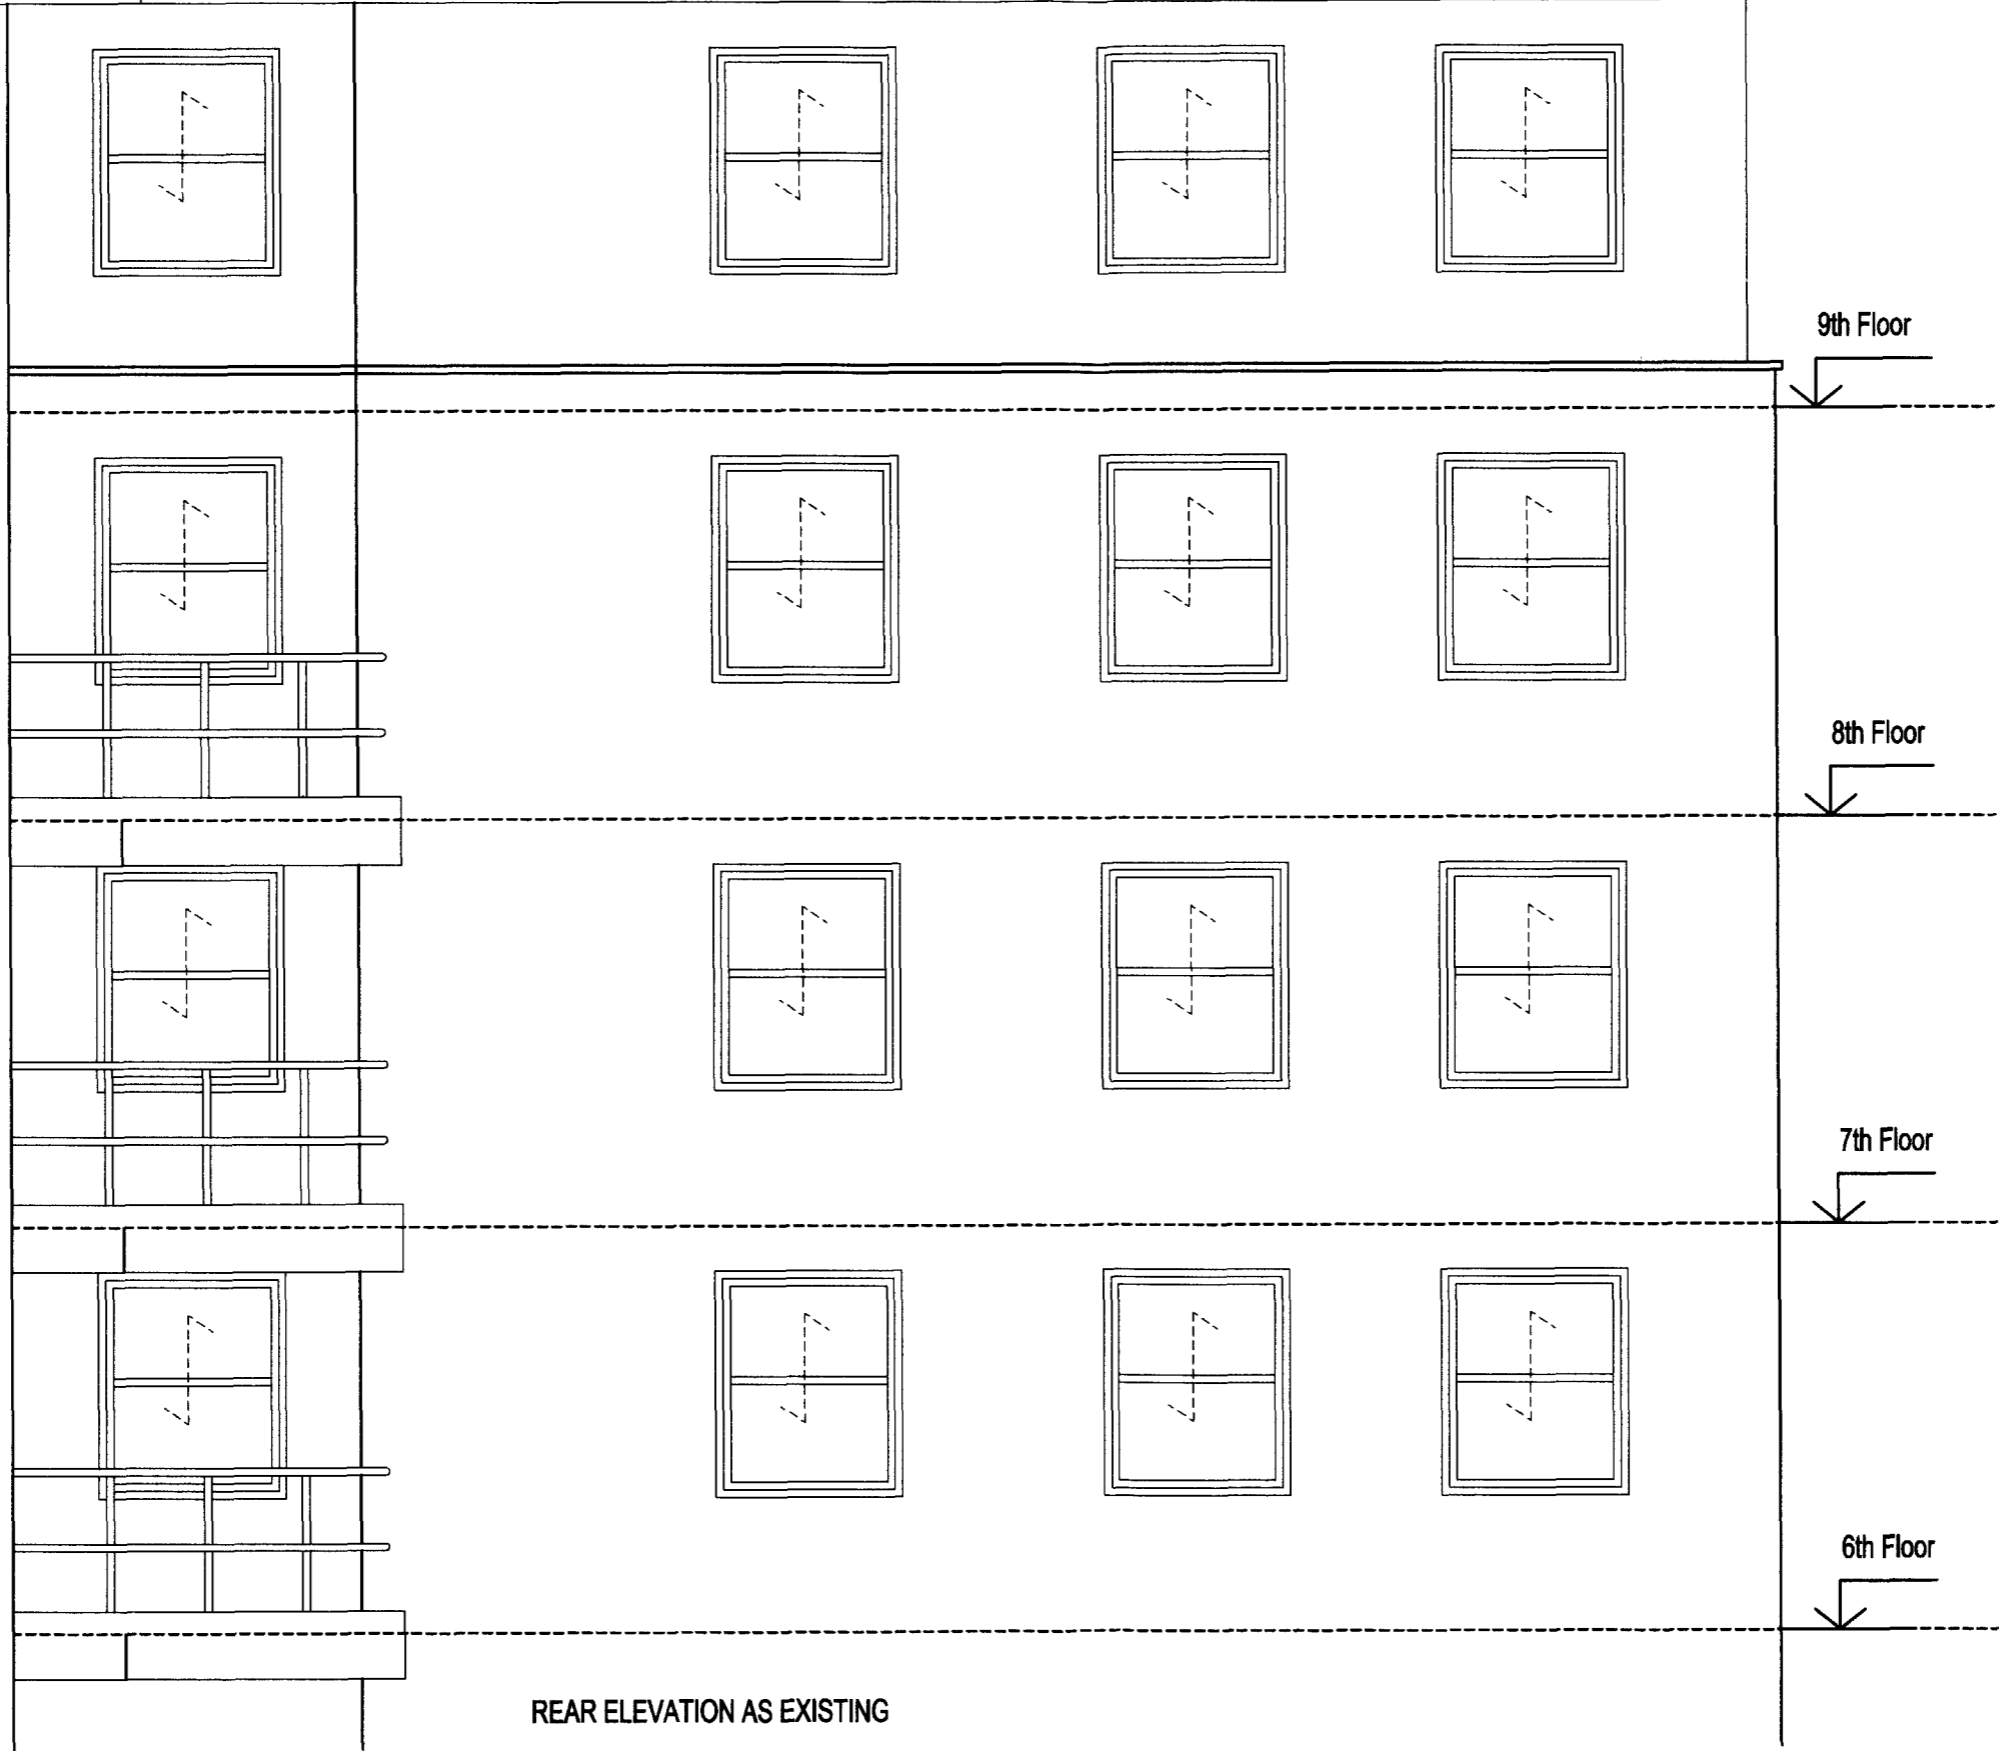 9th Floor
8th Floor
7th Floor
6th Floor
REAR ELEVATION AS EXISTING